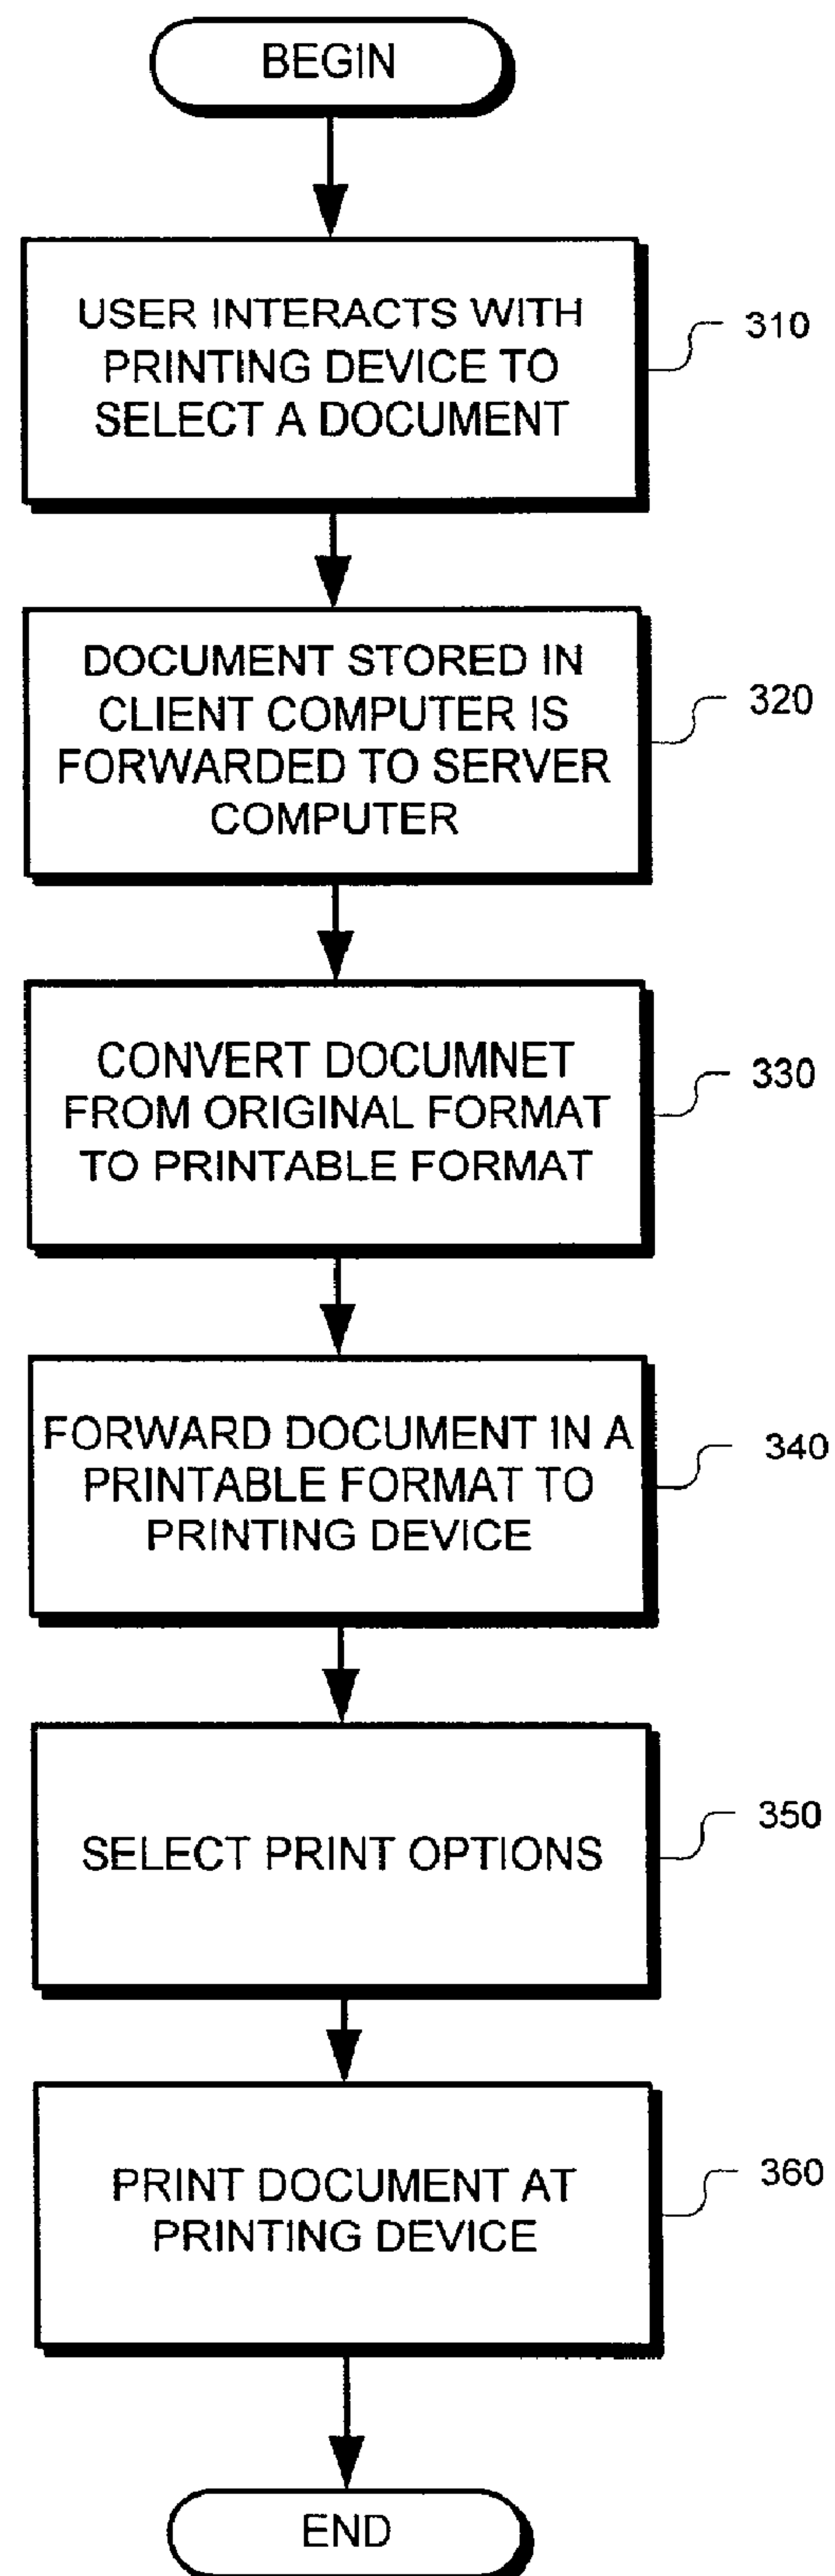 BEGIN
USER INTERACTS WITH
PRINTING DEVICE TO
SELECT A DOCUMENT
310
DOCUMENT STORED IN
CLIENT COMPUTER IS
FORWARDED TO SERVER
COMPUTER
320
CONVERT DOCUMNET
FROM ORIGINAL FORMAT
TO PRINTABLE FORMAT
330
FORWARD DOCUMENT IN A
PRINTABLE FORMAT TO
PRINTING DEVICE
340
SELECT PRINT OPTIONS
350
PRINT DOCUMENT AT
PRINTING DEVICE
360
END